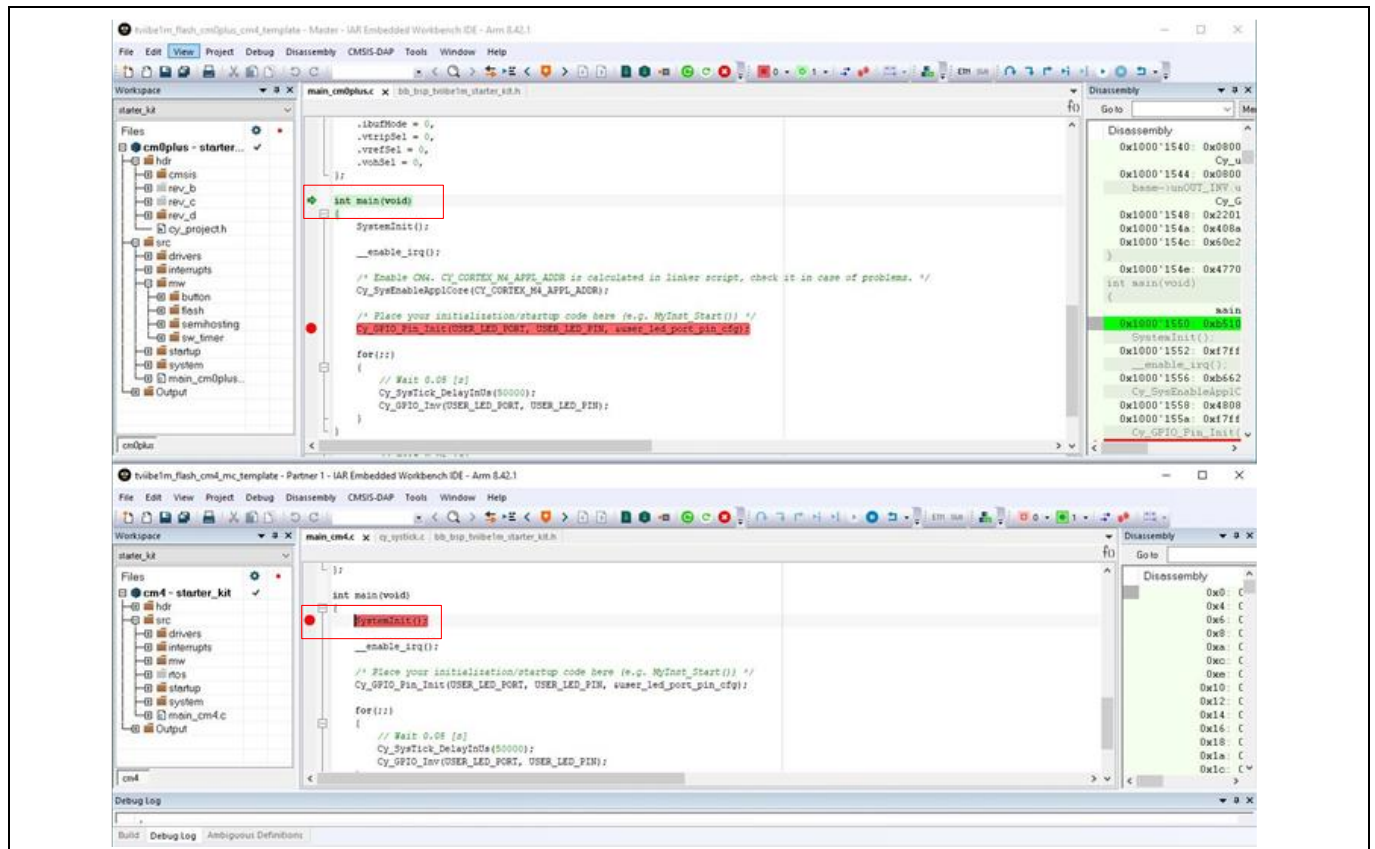 tviibe1m_flash_cm0plus_cm4_template - Master - IAR Embedded Workbench IDE - Arm 8.42.1
File Edit View Project Debug Disassembly CMSIS-DAP Tools Window Help
Workspace
main_cm0plus.c bb_bsp_tviibe1m_starter_kit.h
Disassembly
starter_kit
f()
Go to
Files
cm0plus - starter...
hdr
cmsis
rev_b
rev_c
rev_d
cy_project.h
src
drivers
interrupts
mw
button
flash
semihosting
sw_timer
startup
system
main_cm0plus...
Output
cm0plus
.ibufMode = 0,
.vtripSel = 0,
.vrefSel = 0,
.vohSel = 0,
};
int main(void)
{
SystemInit();
__enable_irq();
/* Enable CM4. CY_CORTEX_M4_APPL_ADDR is calculated in linker script, check it in case of problems. */
Cy_SysEnableApplCore(CY_CORTEX_M4_APPL_ADDR);
/* Place your initialization/startup code here (e.g. MyInst_Start()) */
Cy_GPIO_Pin_Init(USER_LED_PORT, USER_LED_PIN, &user_led_port_pin_cfg);
for(;;)
{
// Wait 0.05 [s]
Cy_SysTick_DelayInUs(50000);
Cy_GPIO_Inv(USER_LED_PORT, USER_LED_PIN);
}
}
Disassembly
0x1000'1540: 0x0800
Cy_u
0x1000'1544: 0x0800
base->unOUT_INV.u
Cy_G
0x1000'1548: 0x2201
0x1000'154a: 0x408a
0x1000'154c: 0x60c2
}
0x1000'154e: 0x4770
int main(void)
{
main
0x1000'1550: 0xb510
SystemInit();
0x1000'1552: 0xf7ff
__enable_irq();
0x1000'1556: 0xb662
Cy_SysEnableApplC
0x1000'1558: 0x4808
0x1000'155a: 0xf7ff
Cy_GPIO_Pin_Init(
tviibe1m_flash_cm4_mc_template - Partner 1 - IAR Embedded Workbench IDE - Arm 8.42.1
File Edit View Project Debug Disassembly CMSIS-DAP Tools Window Help
Workspace
main_cm4.c cy_systick.c bb_bsp_tviibe1m_starter_kit.h
Disassembly
starter_kit
f()
Go to
Files
cm4 - starter_kit
hdr
src
drivers
interrupts
mw
rtos
startup
system
main_cm4.c
Output
cm4
};
int main(void)
{
SystemInit();
__enable_irq();
/* Place your initialization/startup code here (e.g. MyInst_Start()) */
Cy_GPIO_Pin_Init(USER_LED_PORT, USER_LED_PIN, &user_led_port_pin_cfg);
for(;;)
{
// Wait 0.05 [s]
Cy_SysTick_DelayInUs(50000);
Cy_GPIO_Inv(USER_LED_PORT, USER_LED_PIN);
Disassembly
0x0:
0x4:
0x6:
0x8:
0xa:
0xc:
0xe:
0x10:
0x12:
0x14:
0x16:
0x18:
0x1a:
0x1c:
Debug Log
Build Debug Log Ambiguous Definitions